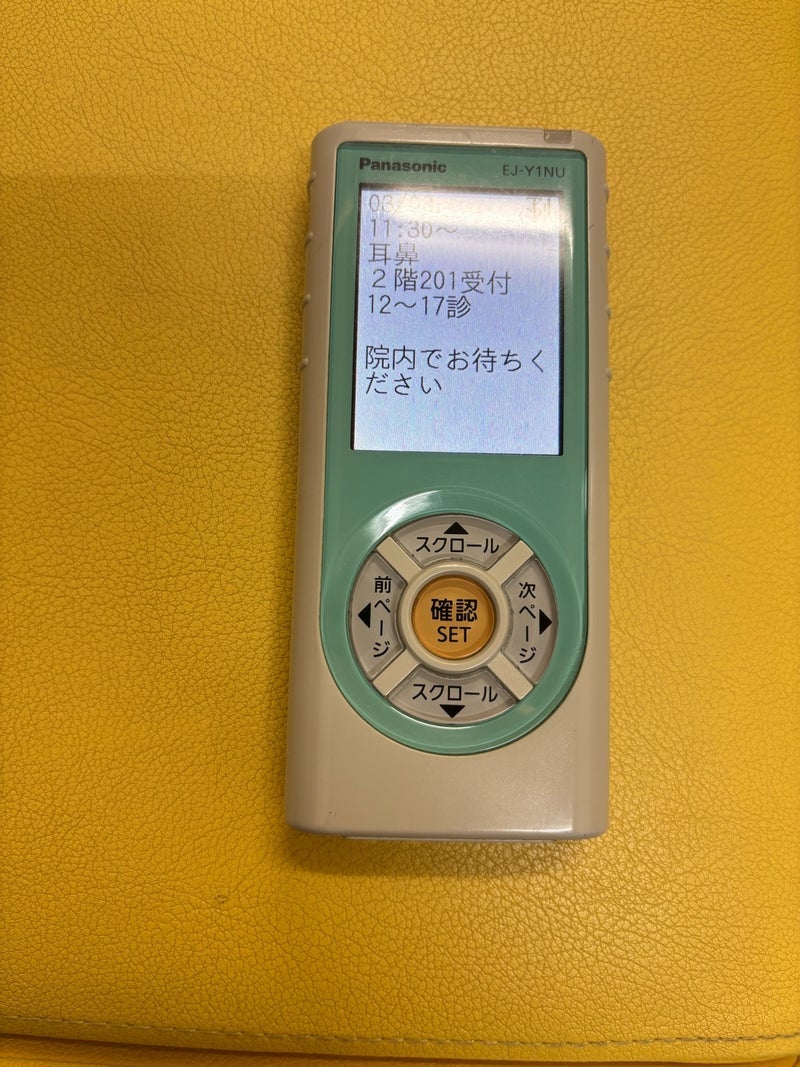 Panasonic
EJ-Y1NU
11:30～
耳鼻
２階201受付
12～17診
院内でお待ちく
ださい
スクロール
前ページ
確認
SET
次ページ
スクロール